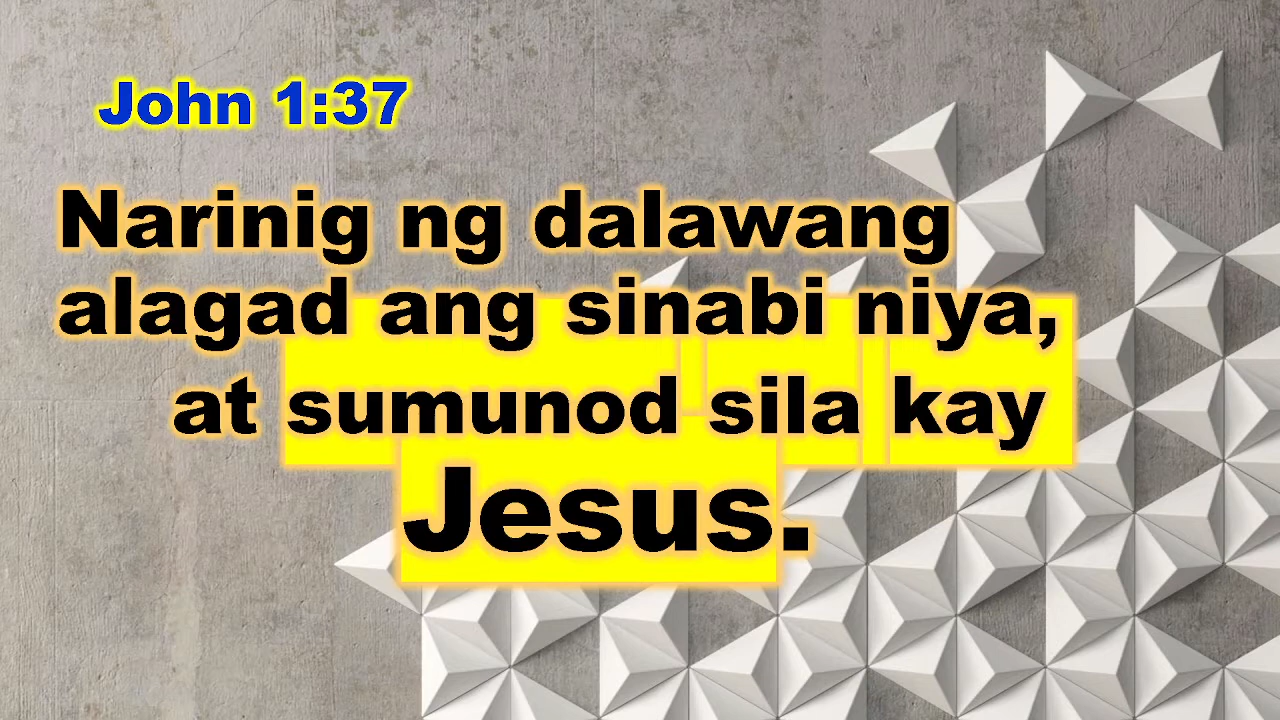 John 1:37
Narinig ng dalawang
alagad ang sinabi niya,
at sumunod sila kay
Jesus.